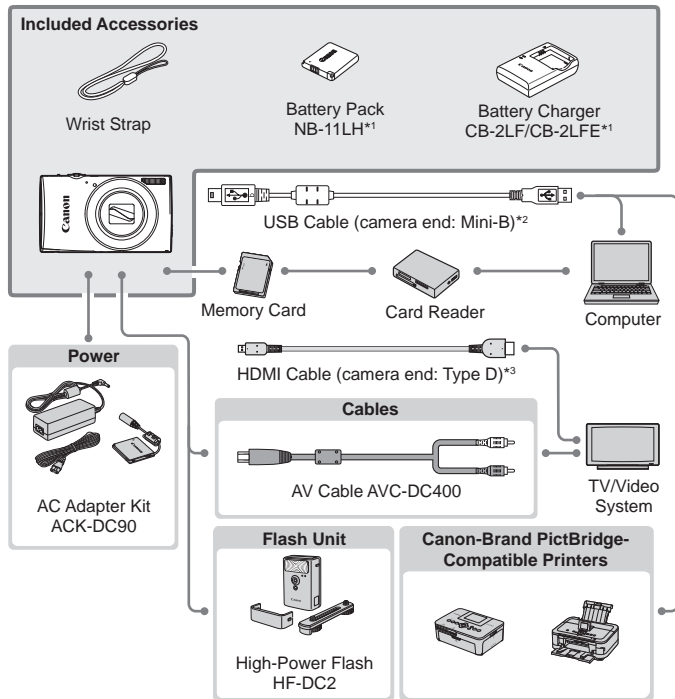 Included Accessories
Wrist Strap
Battery Pack
NB-11LH*1
Battery Charger
CB-2LF/CB-2LFE*1
Canon
USB Cable (camera end: Mini-B)*2
Memory Card
Card Reader
Computer
HDMI Cable (camera end: Type D)*3
Power
AC Adapter Kit
ACK-DC90
Cables
AV Cable AVC-DC400
TV/Video
System
Flash Unit
High-Power Flash
HF-DC2
Canon-Brand PictBridge-
Compatible Printers